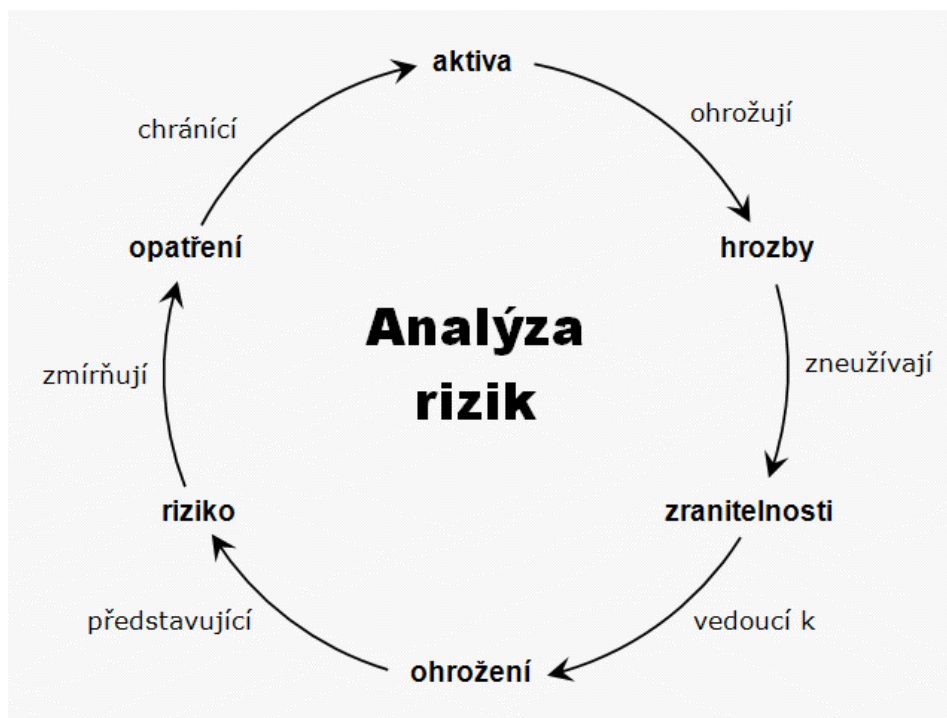 aktiva
ohrožují
hrozby
zneužívají
zranitelnosti
vedoucí k
ohrožení
představující
riziko
zmírňují
opatření
chránící
Analýza
rizik